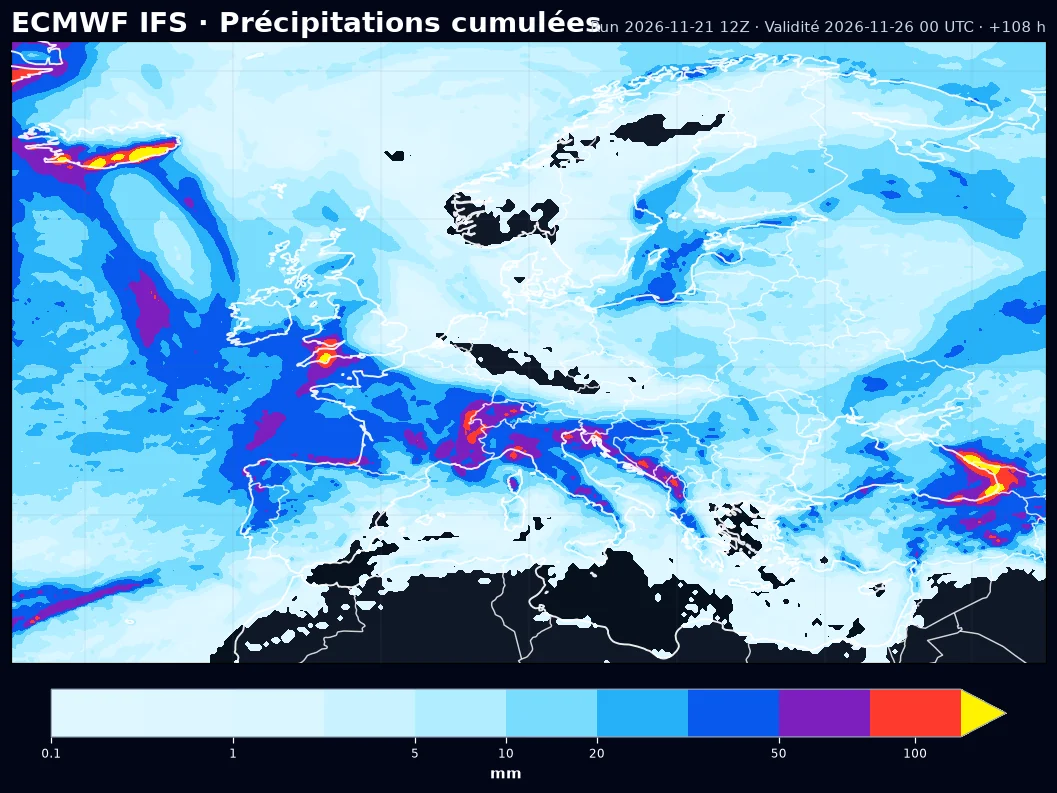 ECMWF IFS · Précipitations cumulées
Run 2026-11-21 12Z · Validité 2026-11-26 00 UTC · +108 h
0.1 1 5 10 20 50 100
mm